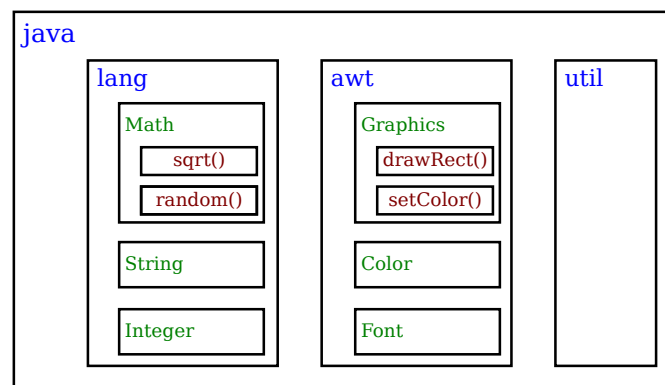 java
lang
Math
sqrt()
random()
String
Integer
awt
Graphics
drawRect()
setColor()
Color
Font
util